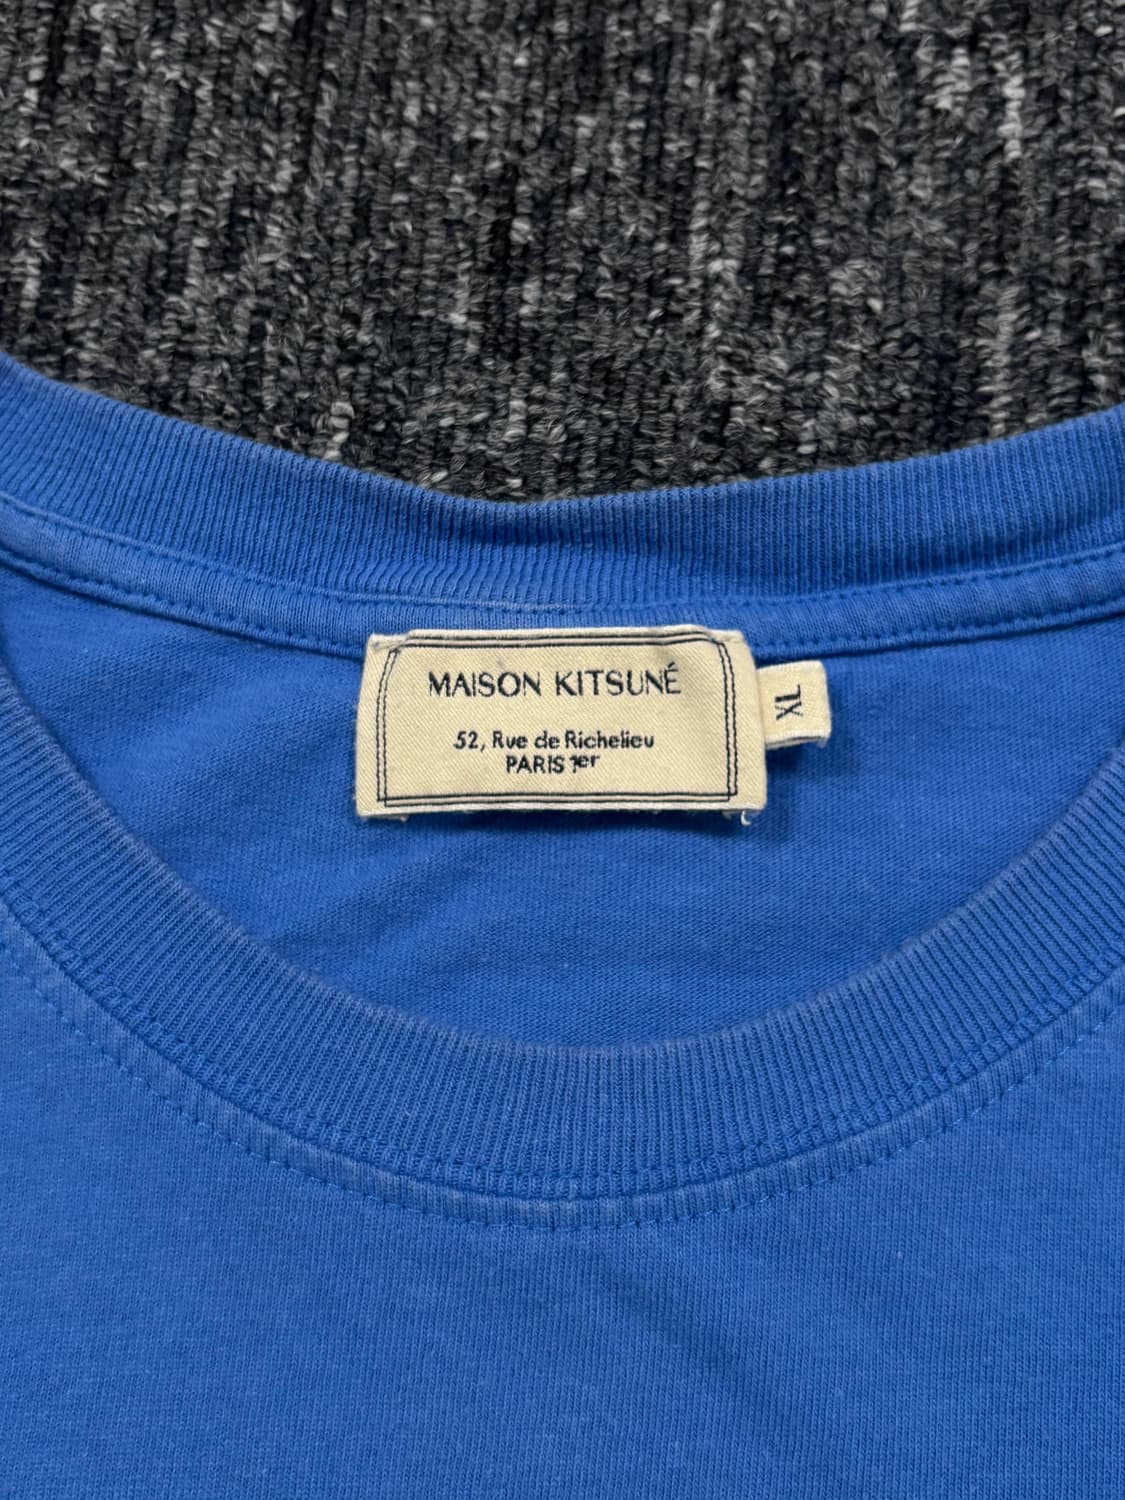 MAISON KITSUNÉ
52, Rue de Richelieu
PARIS 1er
XL